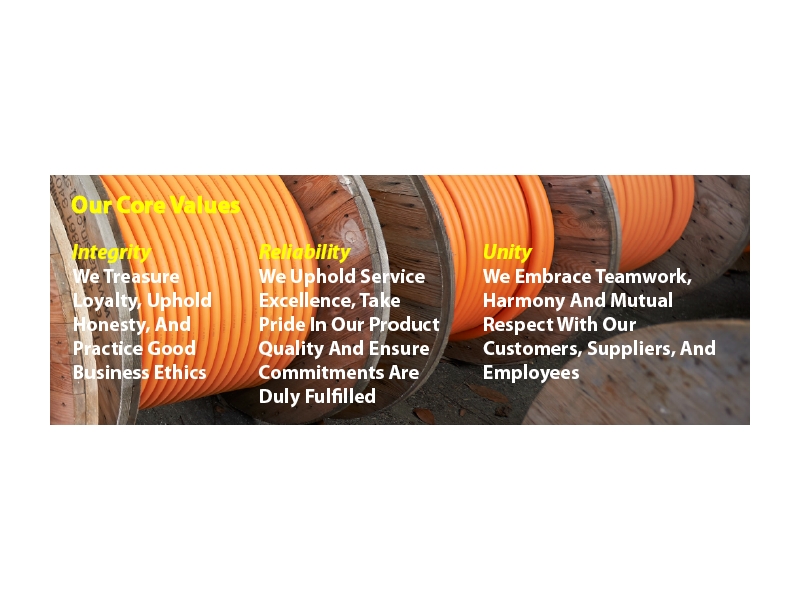 Our Core Values
Integrity
We Treasure
Loyalty, Uphold
Honesty, And
Practice Good
Business Ethics
Reliability
We Uphold Service
Excellence, Take
Pride In Our Product
Quality And Ensure
Commitments Are
Duly Fulfilled
Unity
We Embrace Teamwork,
Harmony And Mutual
Respect With Our
Customers, Suppliers, And
Employees